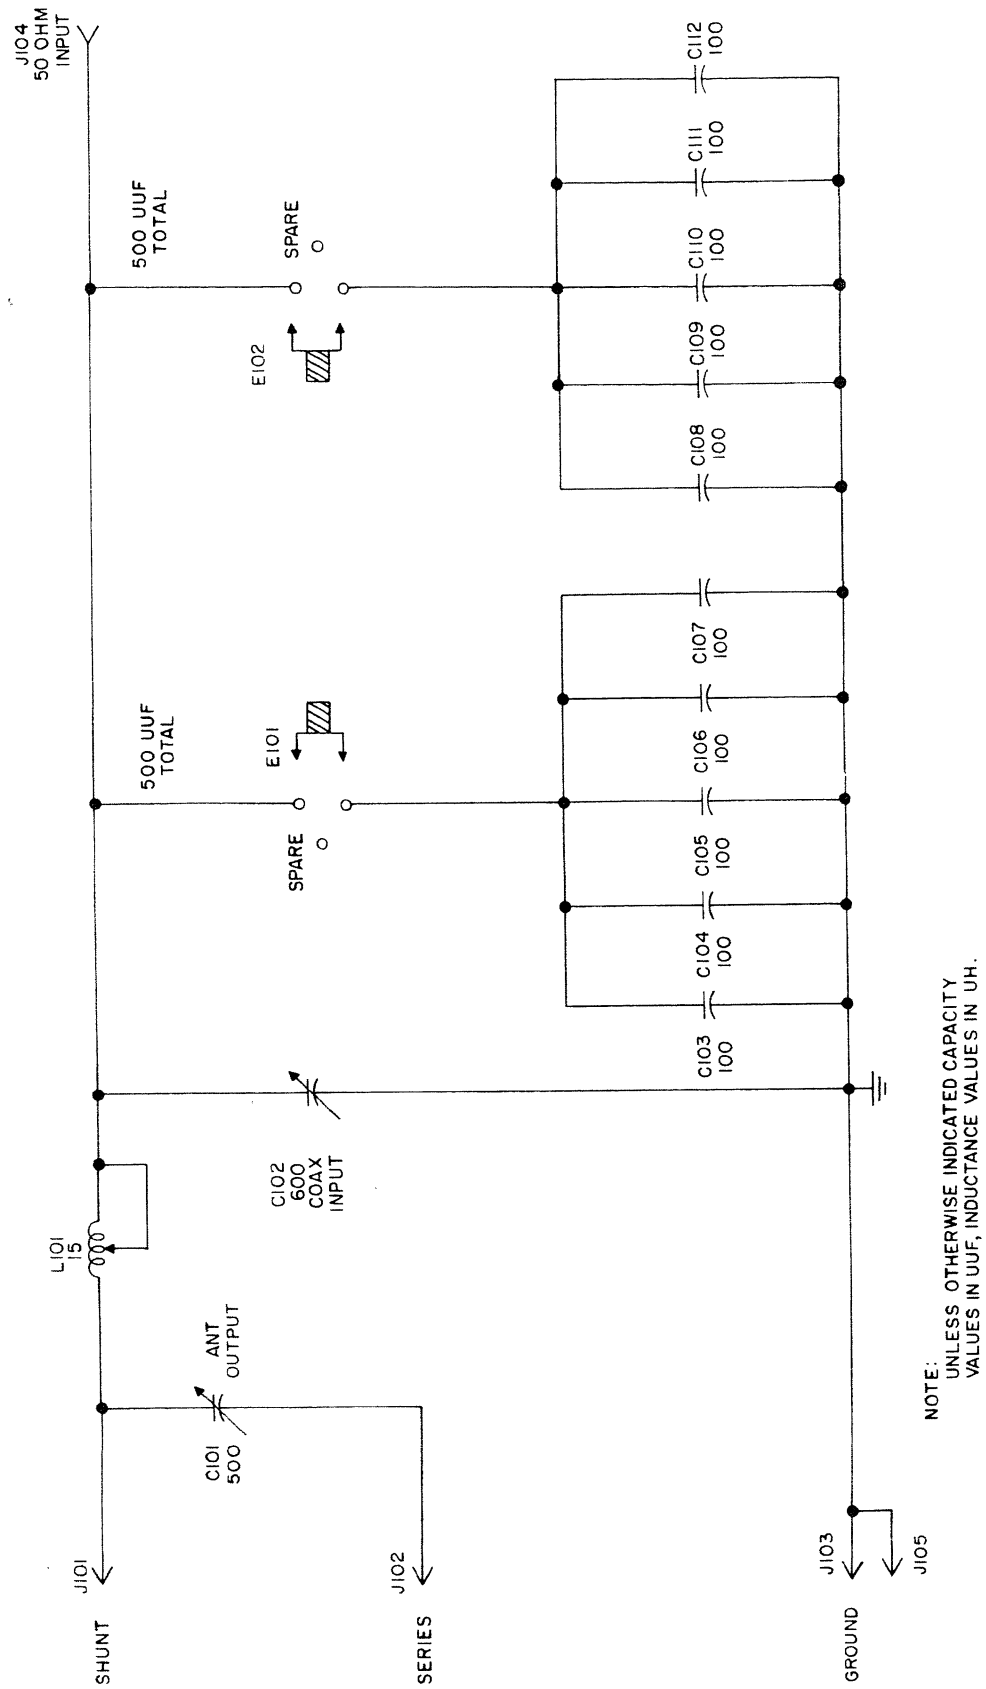 SHUNT
J101
L101
15
J104
50 OHM
INPUT
C101
500
ANT
OUTPUT
C102
600
COAX
INPUT
500 UUF
TOTAL
SPARE
E101
500 UUF
TOTAL
E102
SPARE
SERIES
J102
C103
100
C104
100
C105
100
C106
100
C107
100
C108
100
C109
100
C110
100
C111
100
C112
100
GROUND
J103
J105
NOTE:
UNLESS OTHERWISE INDICATED CAPACITY
VALUES IN UUF, INDUCTANCE VALUES IN UH.